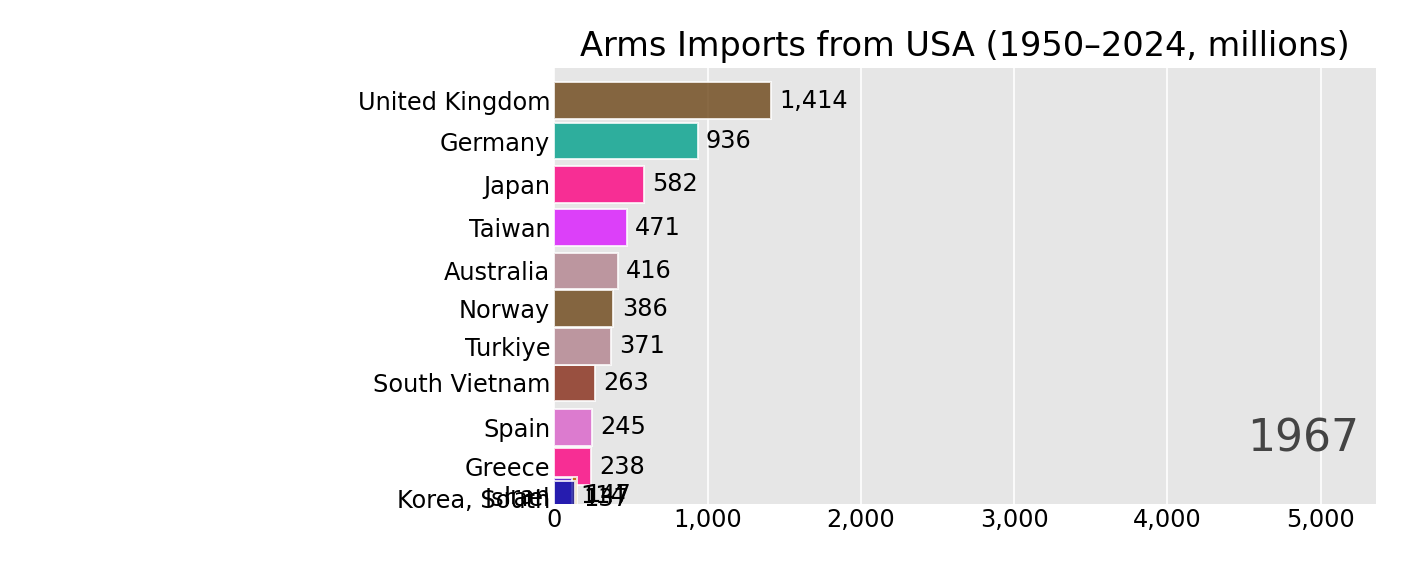 Arms Imports from USA (1950–2024, millions)
United Kingdom 1,414
Germany 936
Japan 582
Taiwan 471
Australia 416
Norway 386
Turkiye 371
South Vietnam 263
Spain 245
1967
Greece 238
Korea, South
0 1,000 2,000 3,000 4,000 5,000